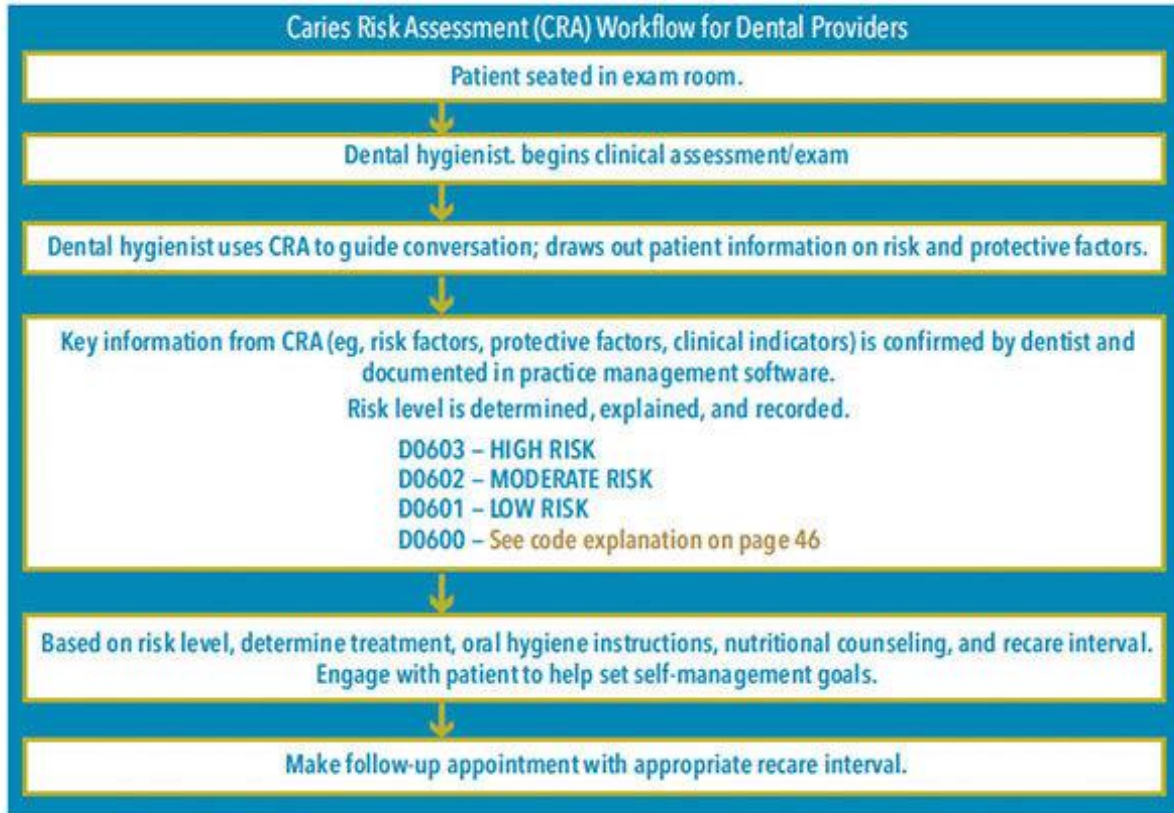 Caries Risk Assessment (CRA) Workflow for Dental Providers
Patient seated in exam room.
Dental hygienist. begins clinical assessment/exam
Dental hygienist uses CRA to guide conversation; draws out patient information on risk and protective factors.
Key information from CRA (eg, risk factors, protective factors, clinical indicators) is confirmed by dentist and
documented in practice management software.
Risk level is determined, explained, and recorded.
D0603 – HIGH RISK
D0602 – MODERATE RISK
D0601 – LOW RISK
D0600 – See code explanation on page 46
Based on risk level, determine treatment, oral hygiene instructions, nutritional counseling, and recare interval.
Engage with patient to help set self-management goals.
Make follow-up appointment with appropriate recare interval.